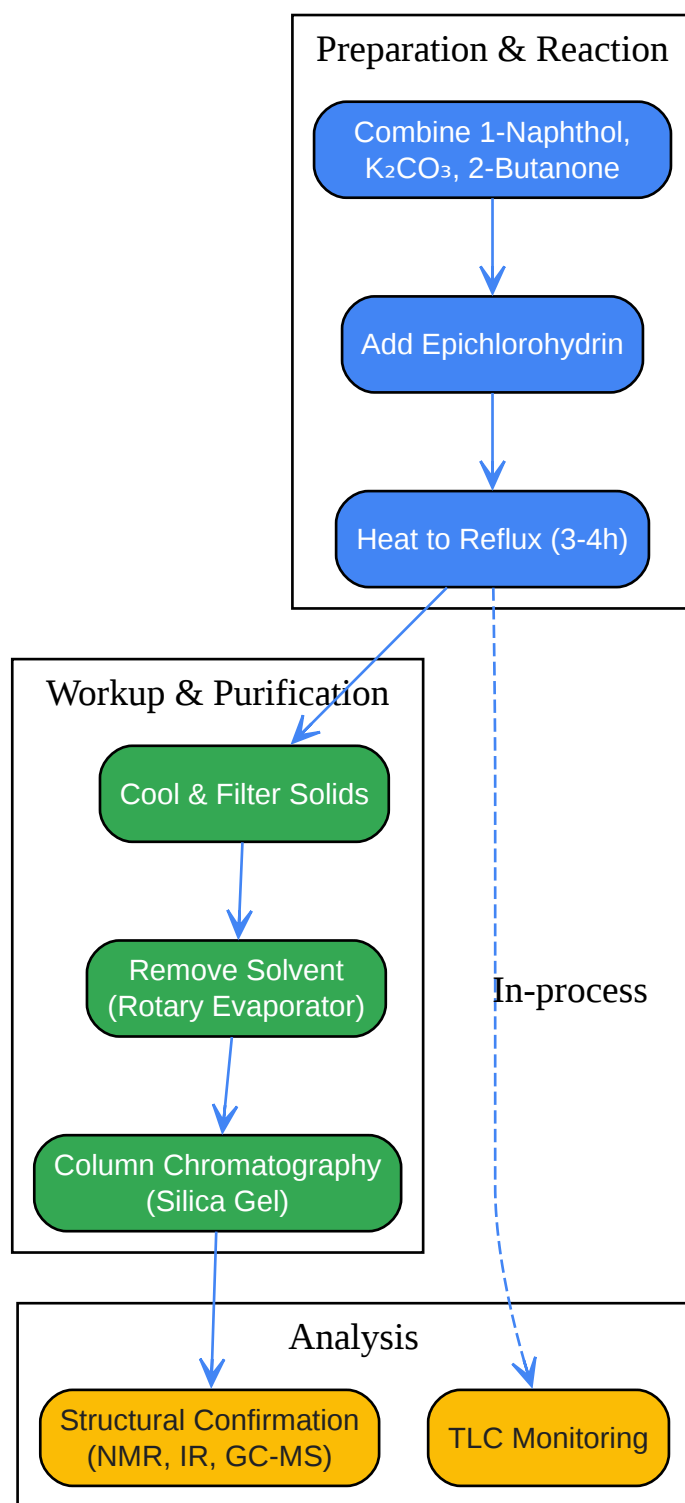 Preparation & Reaction
Combine 1-Naphthol,
K₂CO₃, 2-Butanone
Add Epichlorohydrin
Heat to Reflux (3-4h)
Workup & Purification
Cool & Filter Solids
Remove Solvent
(Rotary Evaporator)
In-process
Column Chromatography
(Silica Gel)
Analysis
Structural Confirmation
(NMR, IR, GC-MS)
TLC Monitoring